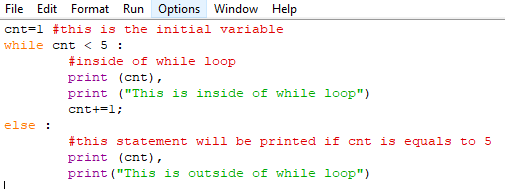 File Edit Format Run Options Window Help
cnt=1 #this is the initial variable
while cnt < 5 :
#inside of while loop
print (cnt),
print ("This is inside of while loop")
cnt+=1;
else :
#this statement will be printed if cnt is equals to 5
print (cnt),
print("This is outside of while loop")